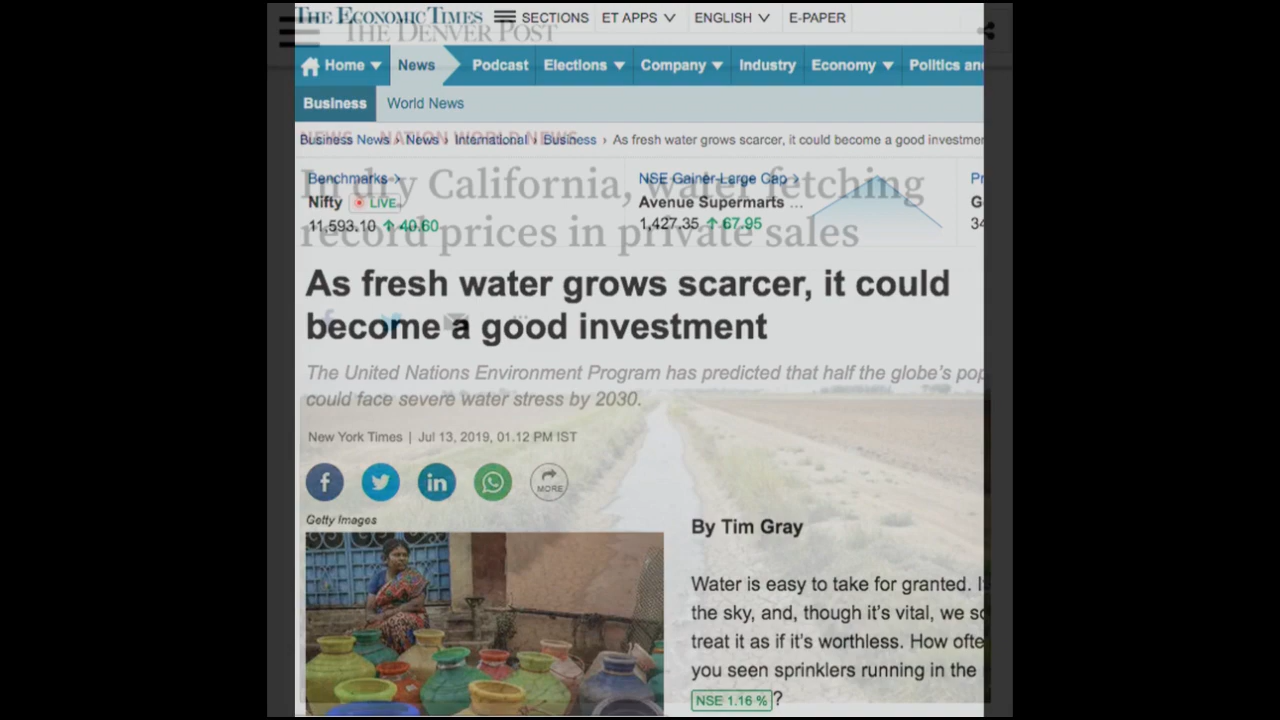 THE ECONOMIC TIMES SECTIONS ET APPS ENGLISH E-PAPER
THE DENVER POST
Home News Podcast Elections Company Industry Economy Politics an
Business World News
NEWS NATION WORLD NEWS
Business News › News › International › Business › As fresh water grows scarcer, it could become a good investmen
In dry California, water fetching
record prices in private sales
Benchmarks › NSE Gainer-Large Cap › Pr
Nifty LIVE Avenue Supermarts ... G
11,593.10 ↑ 40.60 1,427.35 ↑ 67.95 34
As fresh water grows scarcer, it could
become a good investment
The United Nations Environment Program has predicted that half the globe's pop
could face severe water stress by 2030.
New York Times | Jul 13, 2019, 01.12 PM IST
MORE
Getty Images
By Tim Gray
Water is easy to take for granted. I
the sky, and, though it's vital, we so
treat it as if it's worthless. How ofte
you seen sprinklers running in the
NSE 1.16 % ?